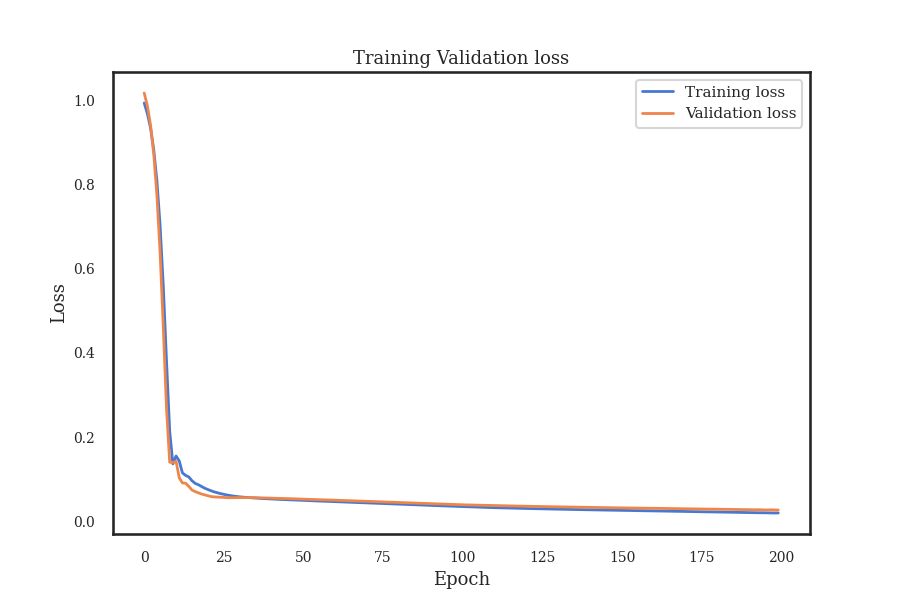 Training Validation loss
Training loss
Validation loss
1.0
0.8
0.6
0.4
0.2
0.0
Loss
0 25 50 75 100 125 150 175 200
Epoch